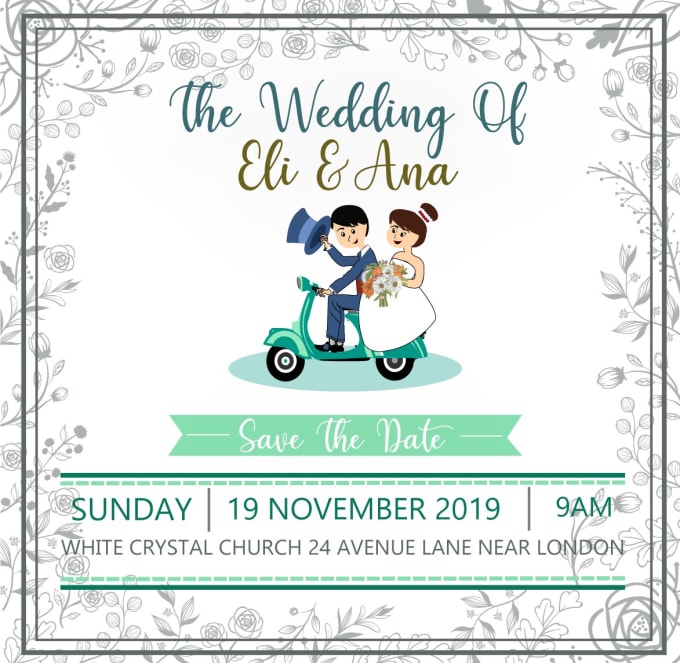 The Wedding Of
Eli & Ana
Save the Date
SUNDAY | 19 NOVEMBER 2019 | 9AM
WHITE CRYSTAL CHURCH 24 AVENUE LANE NEAR LONDON